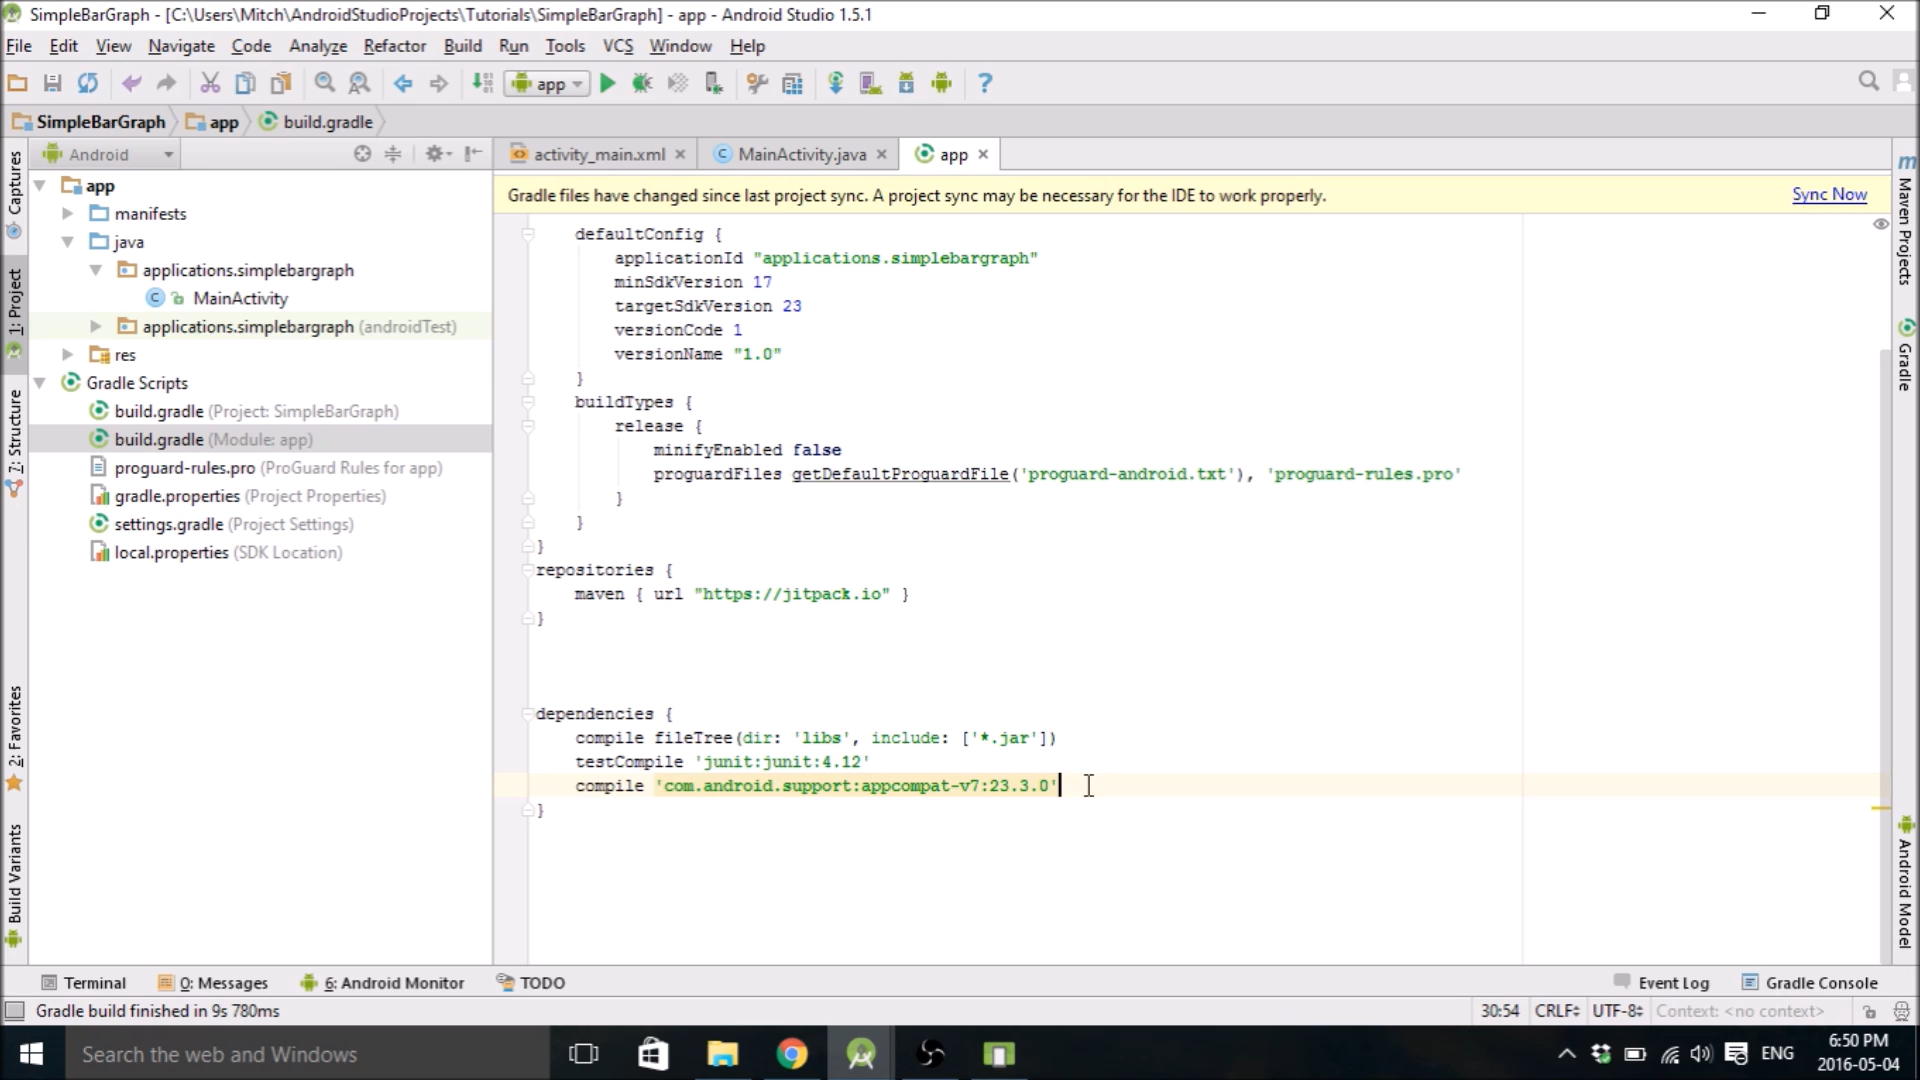 SimpleBarGraph - [C:\Users\Mitch\AndroidStudioProjects\Tutorials\SimpleBarGraph] - app - Android Studio 1.5.1
File Edit View Navigate Code Analyze Refactor Build Run Tools VCS Window Help
app
SimpleBarGraph app build.gradle
Android
activity_main.xml MainActivity.java app
Gradle files have changed since last project sync. A project sync may be necessary for the IDE to work properly. Sync Now
app
manifests
java
applications.simplebargraph
MainActivity
applications.simplebargraph (androidTest)
res
Gradle Scripts
build.gradle (Project: SimpleBarGraph)
build.gradle (Module: app)
proguard-rules.pro (ProGuard Rules for app)
gradle.properties (Project Properties)
settings.gradle (Project Settings)
local.properties (SDK Location)
defaultConfig {
applicationId "applications.simplebargraph"
minSdkVersion 17
targetSdkVersion 23
versionCode 1
versionName "1.0"
}
buildTypes {
release {
minifyEnabled false
proguardFiles getDefaultProguardFile('proguard-android.txt'), 'proguard-rules.pro'
}
}
}
repositories {
maven { url "https://jitpack.io" }
}
dependencies {
compile fileTree(dir: 'libs', include: ['*.jar'])
testCompile 'junit:junit:4.12'
compile 'com.android.support:appcompat-v7:23.3.0'
}
Captures
1: Project
7: Structure
2: Favorites
Build Variants
m
Maven Projects
Gradle
Android Model
Terminal 0: Messages 6: Android Monitor TODO Event Log Gradle Console
Gradle build finished in 9s 780ms 30:54 CRLF UTF-8 Context: <no context>
Search the web and Windows
ENG
6:50 PM
2016-05-04